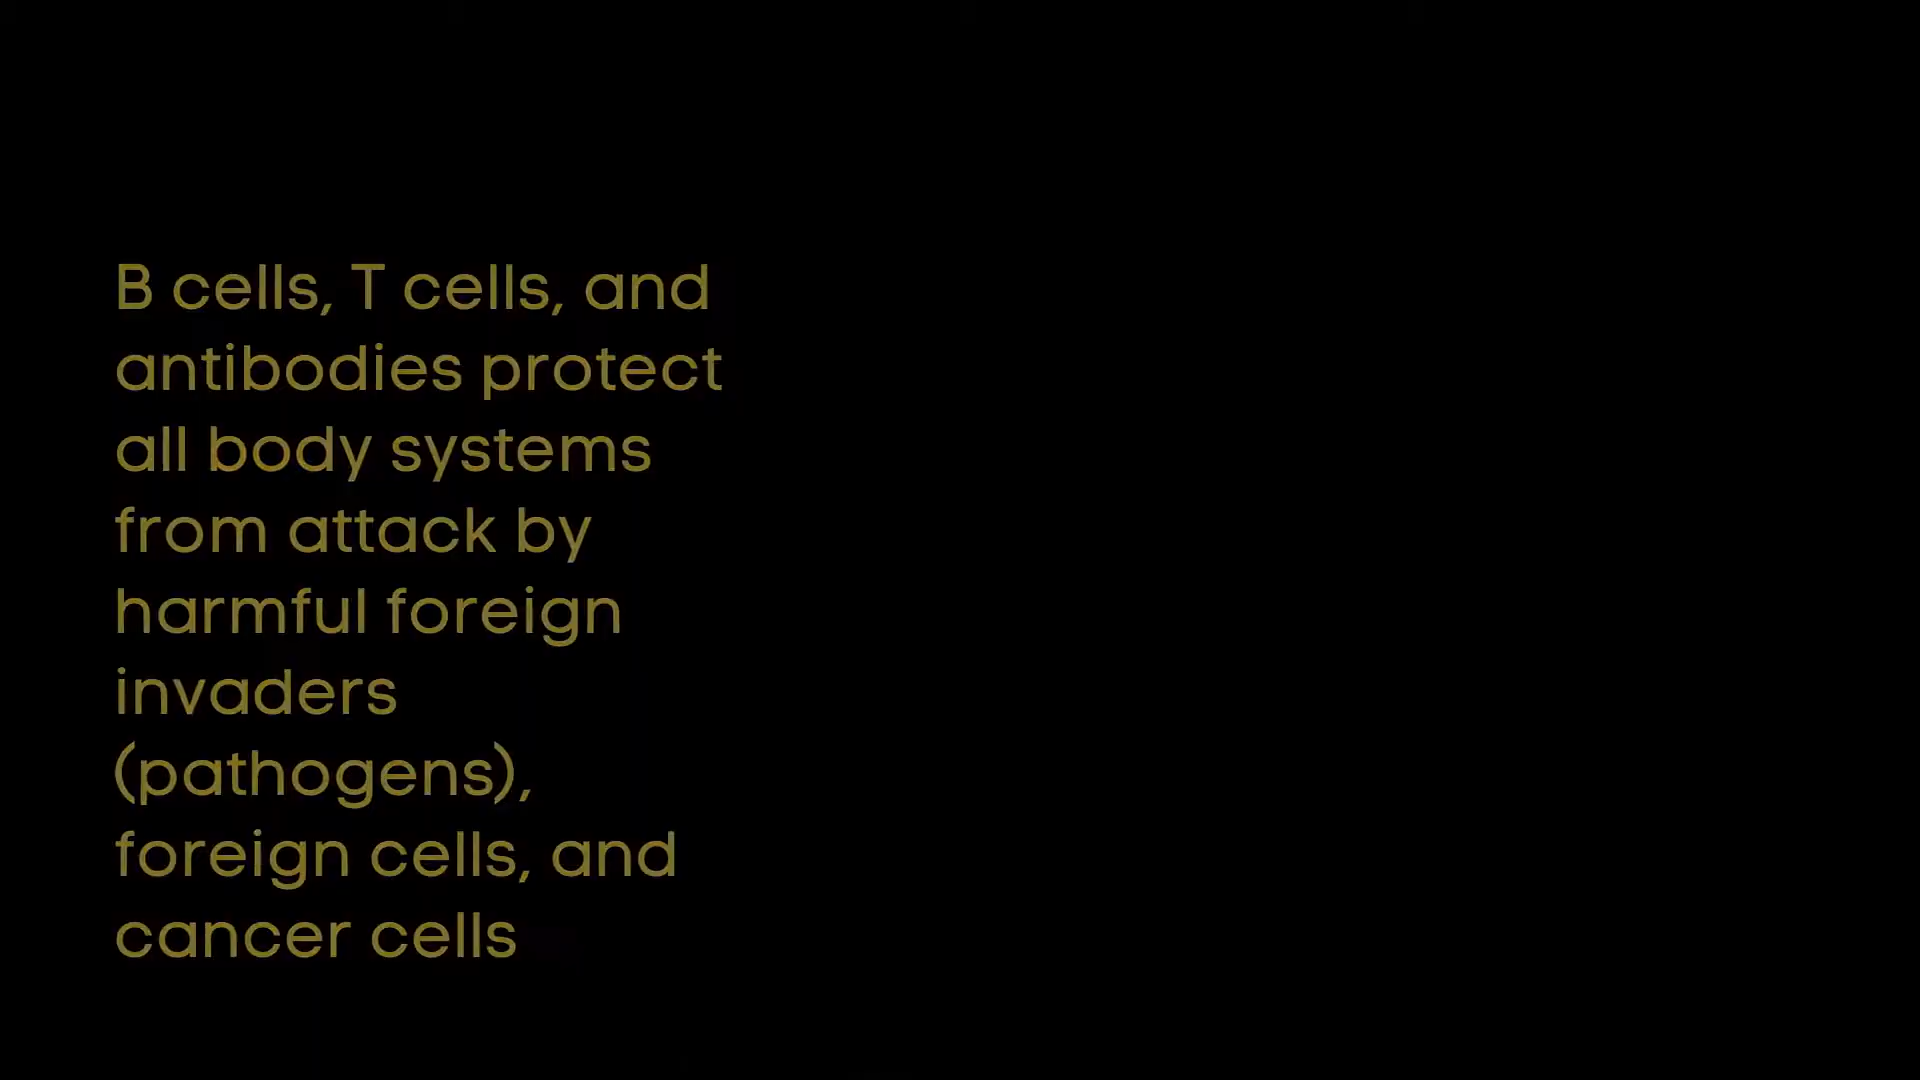 B cells, T cells, and
antibodies protect
all body systems
from attack by
harmful foreign
invaders
(pathogens),
foreign cells, and
cancer cells